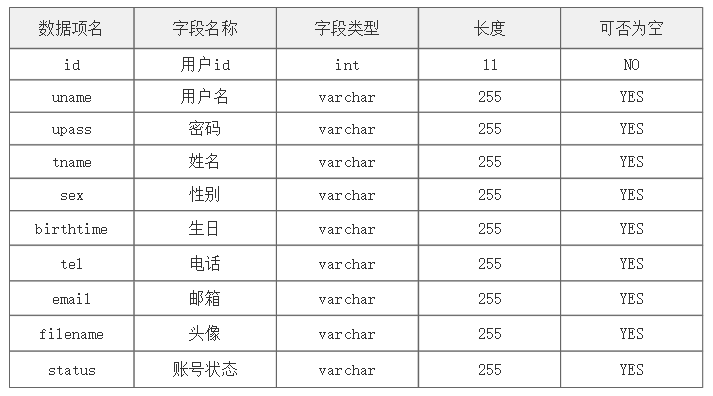 数据项名 字段名称 字段类型 长度 可否为空
id 用户id int 11 NO
uname 用户名 varchar 255 YES
upass 密码 varchar 255 YES
tname 姓名 varchar 255 YES
sex 性别 varchar 255 YES
birthtime 生日 varchar 255 YES
tel 电话 varchar 255 YES
email 邮箱 varchar 255 YES
filename 头像 varchar 255 YES
status 账号状态 varchar 255 YES